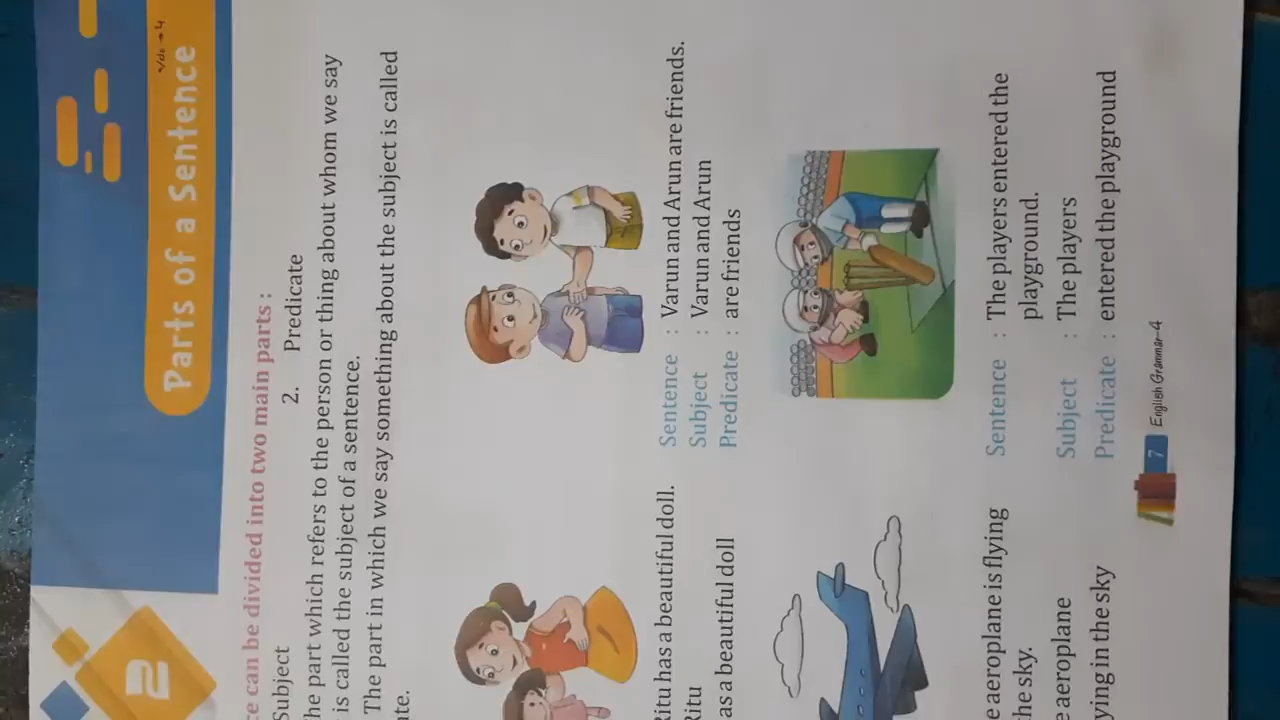 2
Parts of a Sentence
ce can be divided into two main parts :
Subject 2. Predicate
he part which refers to the person or thing about whom we say
is called the subject of a sentence.
The part in which we say something about the subject is called
te.
Ritu has a beautiful doll.
Ritu
as a beautiful doll
Sentence : Varun and Arun are friends.
Subject : Varun and Arun
Predicate : are friends
e aeroplane is flying
the sky.
e aeroplane
ying in the sky
Sentence : The players entered the
playground.
Subject : The players
Predicate : entered the playground
7 English Grammar-4